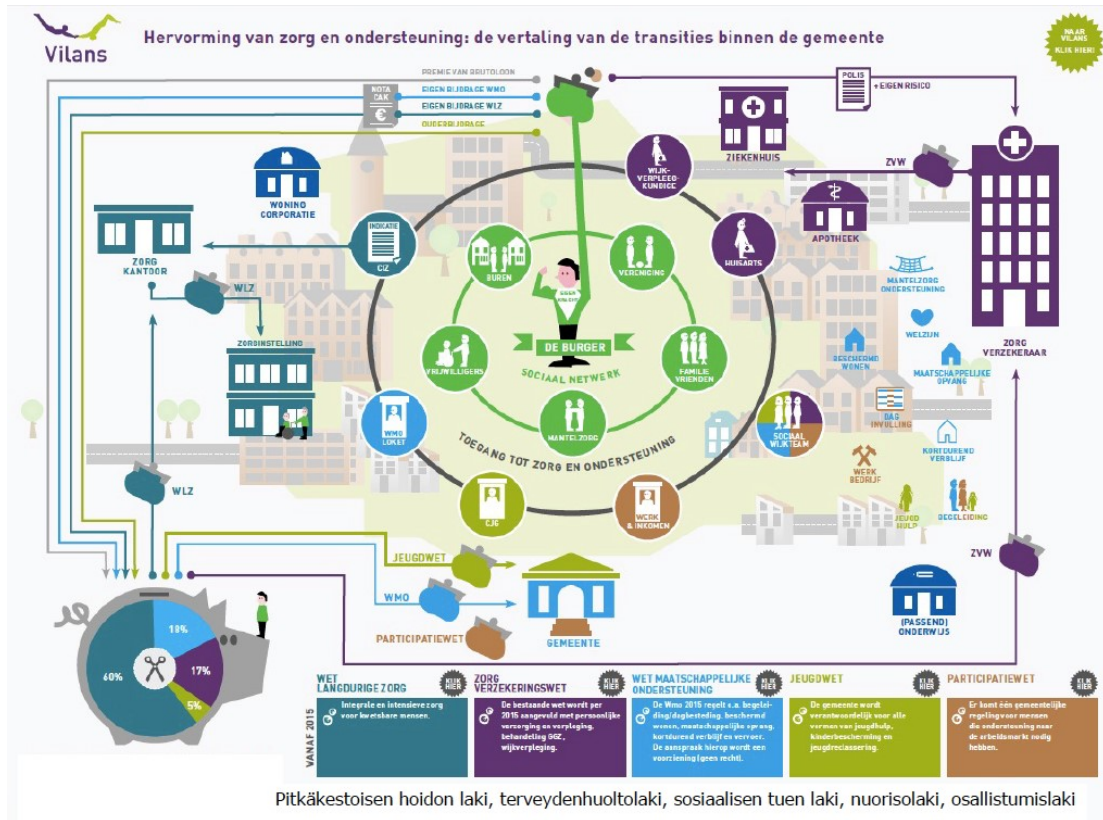 Vilans
Hervorming van zorg en ondersteuning: de vertaling van de transities binnen de gemeente
WAAR
VILANS
KLIK HIER!
PREMIE VAN BRUTOLOON
EIGEN BIJDRAGE WMO
EIGEN BIJDRAGE WLZ
OUDERBIJDRAGE
NOTA
CAK
€
POLIS
+ EIGEN RISICO
ZIEKENHUIS
ZVW
WIJK-
VERPLEEG-
KUNDIGE
WONING
CORPORATIE
APOTHEEK
HUISARTS
INDICATIE
CIZ
ZORG
KANTOOR
BUREN
VERENIGING
EIGEN
KRACHT
MANTELZORG
ONDERSTEUNING
WLZ
WELZIJN
ZORGINSTELLING
DE BURGER
SOCIAAL NETWERK
ZORG
VERZEKERAAR
BESCHERMD
WONEN
MAATSCHAPPELIJKE
OPVANG
VRIJWILLIGERS
FAMILIE
VRIENDEN
DAG
INVULLING
WMO
LOKET
MANTELZORG
SOCIAAL
WIJKTEAM
KORTDUREND
VERBLIJF
TOEGANG TOT ZORG EN ONDERSTEUNING
WERK
BEDRIJF
WLZ
CJG
WERK
& INKOMEN
JEUGD
HULP
BEGELEIDING
JEUGDWET
ZVW
WMO
PARTICIPATIEWET
GEMEENTE
(PASSEND)
ONDERWIJS
60%
18%
17%
5%
VANAF 2015
WET
LANGDURIGE ZORG
KLIK
HIER
Integrale en intensieve zorg
voor kwetsbare mensen.
ZORG
VERZEKERINGSWET
KLIK
HIER
De bestaande wet wordt per
2015 aangevuld met persoonlijke
verzorging en verpleging,
behandeling GGZ,
wijkverpleging.
WET MAATSCHAPPELIJKE
ONDERSTEUNING
KLIK
HIER
De Wmo 2015 regelt o.a. begelei-
ding/dagbesteding, beschermd
wonen, maatschappelijke opvang,
kortdurend verblijf en vervoer.
De aanspraak hierop wordt een
voorziening (geen recht).
JEUGDWET
KLIK
HIER
De gemeente wordt
verantwoordelijk voor alle
vormen van jeugdhulp,
kinderbescherming en
jeugdreclassering.
PARTICIPATIEWET
KLIK
HIER
Er komt één gemeentelijke
regeling voor mensen
die ondersteuning naar
de arbeidsmarkt nodig
hebben.
Pitkäkestoisen hoidon laki, terveydenhuoltolaki, sosiaalisen tuen laki, nuorisolaki, osallistumislaki